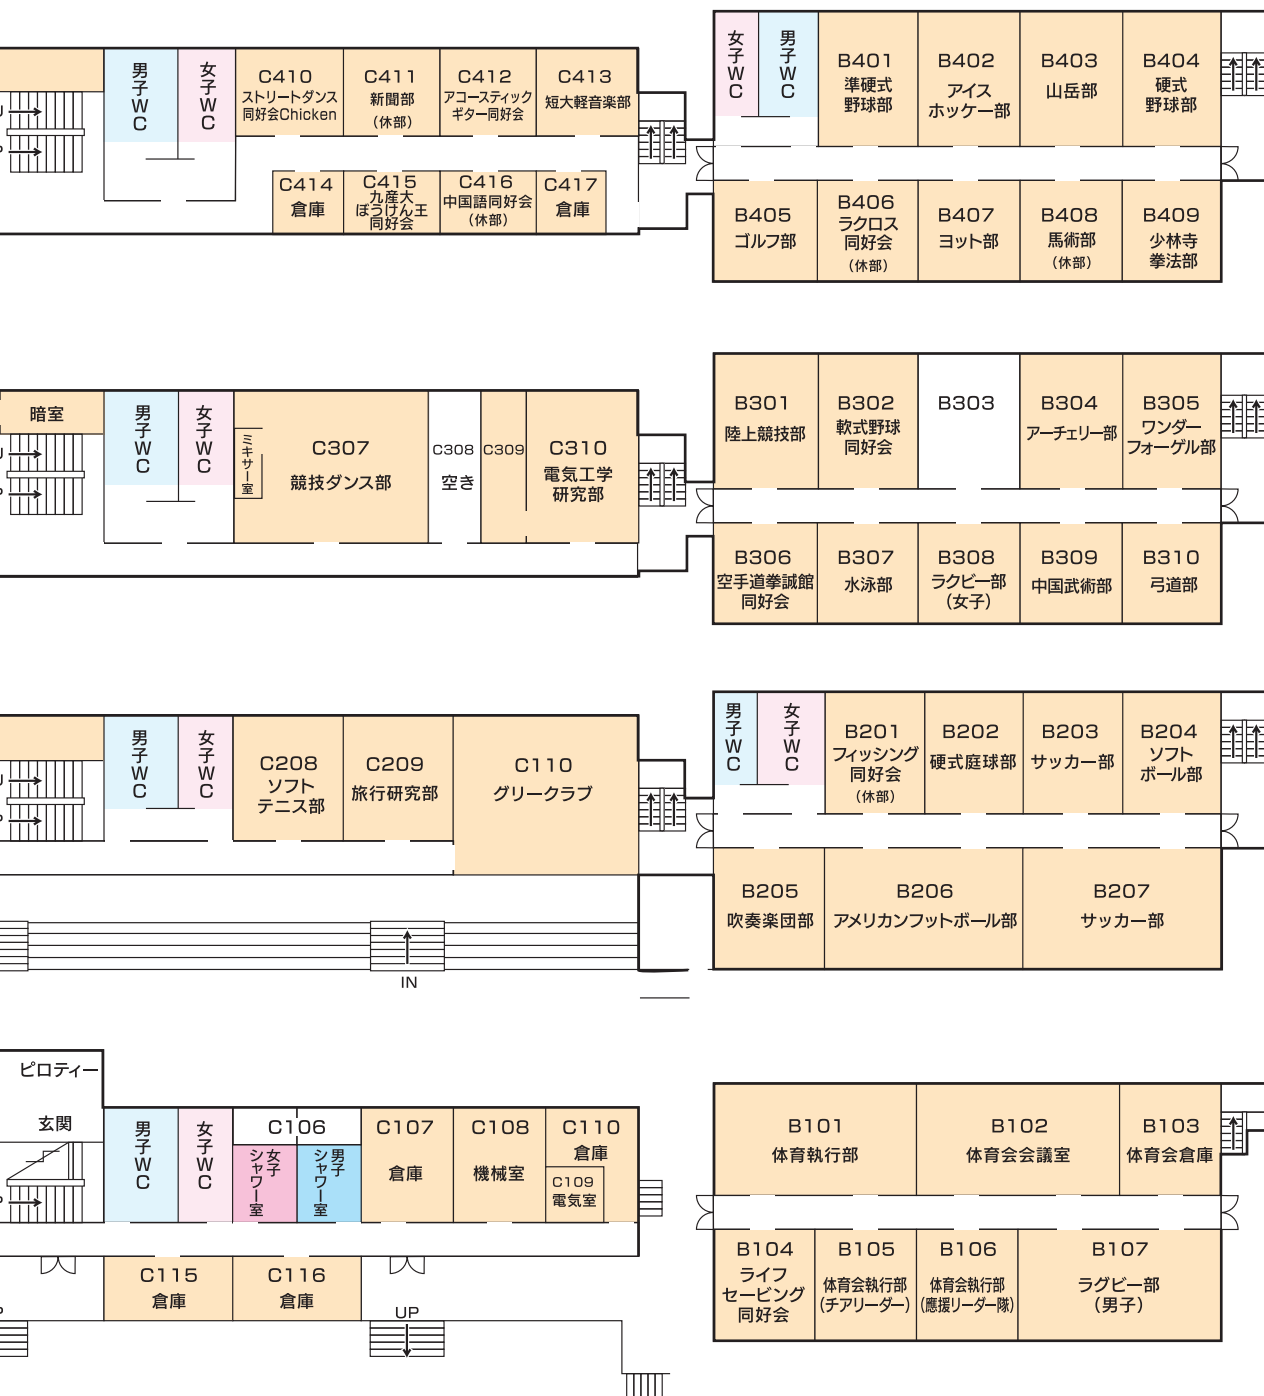 男子WC
女子WC
C410
ストリートダンス
同好会Chicken
C411
新聞部
(休部)
C412
アコースティック
ギター同好会
C413
短大軽音楽部
C414
倉庫
C415
九産大
ぼうけん王
同好会
C416
中国語同好会
(休部)
C417
倉庫
女子WC
男子WC
B401
準硬式
野球部
B402
アイス
ホッケー部
B403
山岳部
B404
硬式
野球部
B405
ゴルフ部
B406
ラクロス
同好会
(休部)
B407
ヨット部
B408
馬術部
(休部)
B409
少林寺
拳法部
暗室
男子WC
女子WC
ミキサー室
C307
競技ダンス部
C308
空き
C309
C310
電気工学
研究部
B301
陸上競技部
B302
軟式野球
同好会
B303
B304
アーチェリー部
B305
ワンダー
フォーゲル部
B306
空手道拳誠館
同好会
B307
水泳部
B308
ラクビー部
(女子)
B309
中国武術部
B310
弓道部
男子WC
女子WC
C208
ソフト
テニス部
C209
旅行研究部
C110
グリークラブ
IN
男子WC
女子WC
B201
フィッシング
同好会
(休部)
B202
硬式庭球部
B203
サッカー部
B204
ソフト
ボール部
B205
吹奏楽団部
B206
アメリカンフットボール部
B207
サッカー部
ピロティー
玄関
男子WC
女子WC
C106
女子
シャワー室
男子
シャワー室
C107
倉庫
C108
機械室
C110
倉庫
C109
電気室
C115
倉庫
C116
倉庫
UP
B101
体育執行部
B102
体育会会議室
B103
体育会倉庫
B104
ライフ
セービング
同好会
B105
体育会執行部
(チアリーダー)
B106
体育会執行部
(應援リーダー隊)
B107
ラグビー部
(男子)